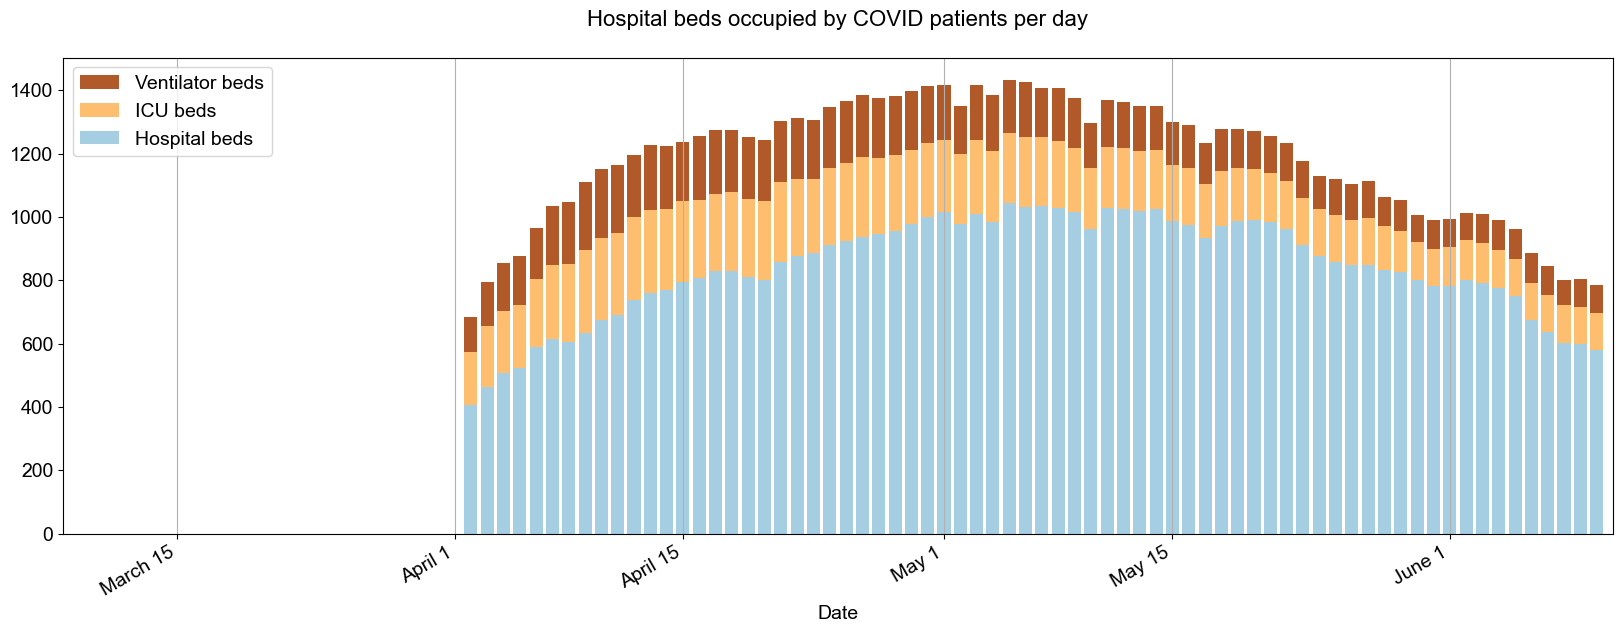 Hospital beds occupied by COVID patients per day
Ventilator beds
ICU beds
Hospital beds
1400
1200
1000
800
600
400
200
0
March 15
April 1
April 15
May 1
May 15
June 1
Date